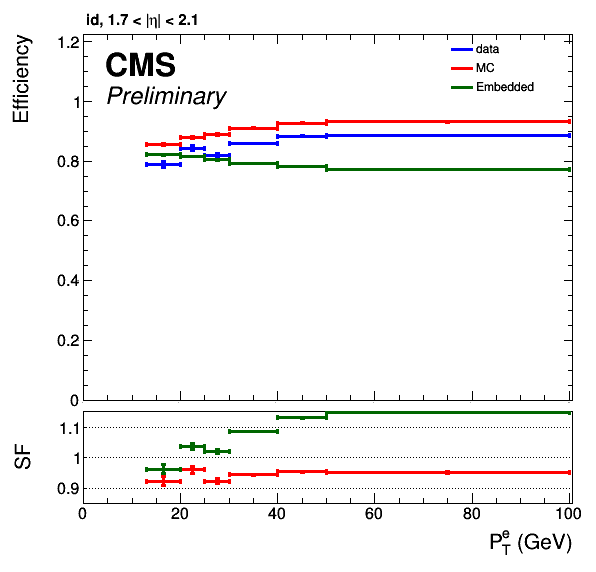 id, 1.7 < |η| < 2.1
CMS
Preliminary
data
MC
Embedded
Efficiency
1.2
1
0.8
0.6
0.4
0.2
0
SF
1.1
1
0.9
0 20 40 60 80 100
P_T^e (GeV)